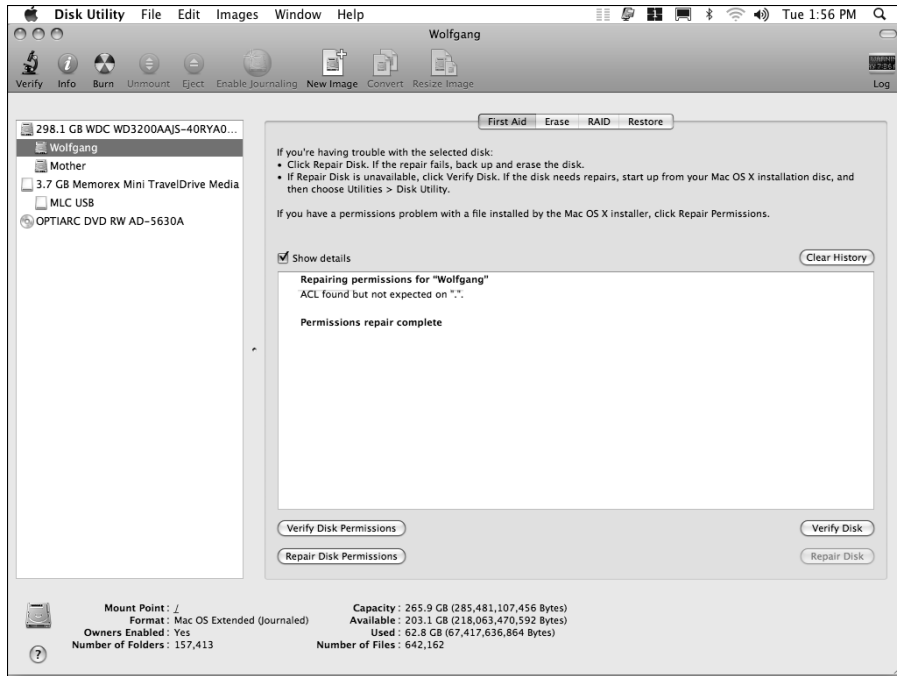 Disk Utility File Edit Images Window Help Tue 1:56 PM
Wolfgang
Verify Info Burn Unmount Eject Enable Journaling New Image Convert Resize Image Log
298.1 GB WDC WD3200AAJS-40RYA0...
Wolfgang
Mother
3.7 GB Memorex Mini TravelDrive Media
MLC USB
OPTIARC DVD RW AD-5630A
First Aid Erase RAID Restore
If you're having trouble with the selected disk:
• Click Repair Disk. If the repair fails, back up and erase the disk.
• If Repair Disk is unavailable, click Verify Disk. If the disk needs repairs, start up from your Mac OS X installation disc, and
then choose Utilities > Disk Utility.
If you have a permissions problem with a file installed by the Mac OS X installer, click Repair Permissions.
Show details
Clear History
Repairing permissions for "Wolfgang"
ACL found but not expected on ".".
Permissions repair complete
Verify Disk Permissions
Verify Disk
Repair Disk Permissions
Repair Disk
Mount Point : /
Format : Mac OS Extended (Journaled)
Owners Enabled : Yes
Number of Folders : 157,413
Capacity : 265.9 GB (285,481,107,456 Bytes)
Available : 203.1 GB (218,063,470,592 Bytes)
Used : 62.8 GB (67,417,636,864 Bytes)
Number of Files : 642,162
?